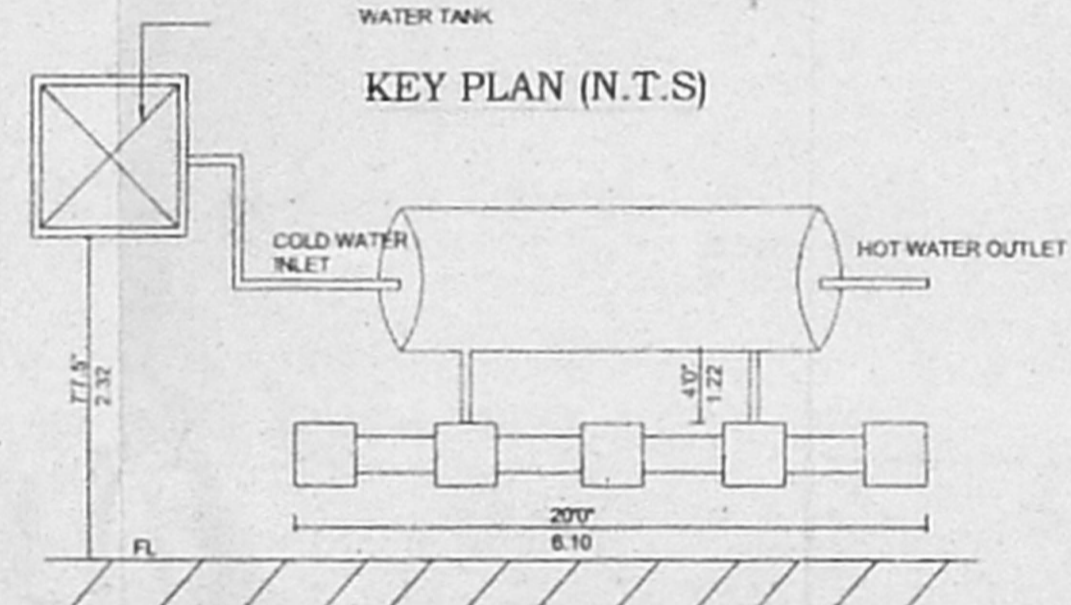 WATER TANK
KEY PLAN (N.T.S)
COLD WATER
INLET
HOT WATER OUTLET
7'7.5"
2.32
4'0"
1.22
20'0"
6.10
FL